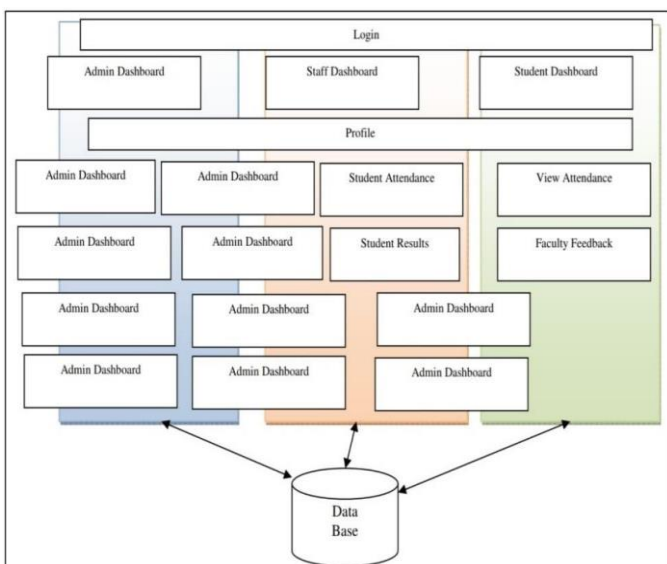 Login
Admin Dashboard
Staff Dashboard
Student Dashboard
Profile
Admin Dashboard
Admin Dashboard
Student Attendance
View Attendance
Admin Dashboard
Admin Dashboard
Student Results
Faculty Feedback
Admin Dashboard
Admin Dashboard
Admin Dashboard
Admin Dashboard
Admin Dashboard
Admin Dashboard
Data
Base